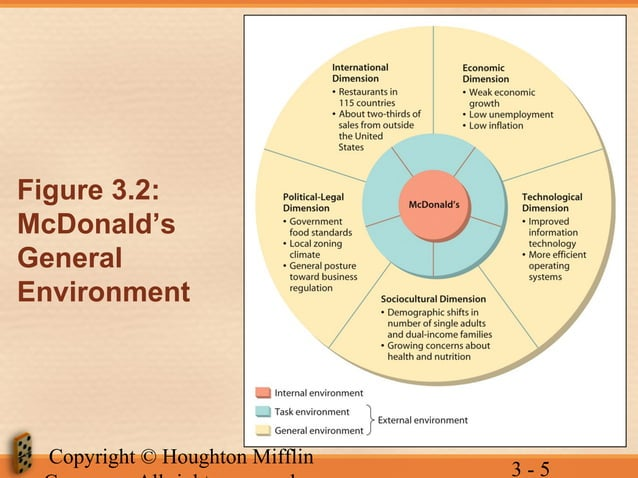 Figure 3.2:
McDonald’s
General
Environment
International
Dimension
• Restaurants in
115 countries
• About two-thirds of
sales from outside
the United
States
Economic
Dimension
• Weak economic
growth
• Low unemployment
• Low inflation
Political-Legal
Dimension
• Government
food standards
• Local zoning
climate
• General posture
toward business
regulation
McDonald’s
Technological
Dimension
• Improved
information
technology
• More efficient
operating
systems
Sociocultural Dimension
• Demographic shifts in
number of single adults
and dual-income families
• Growing concerns about
health and nutrition
Internal environment
Task environment
General environment
External environment
Copyright © Houghton Mifflin
3 - 5